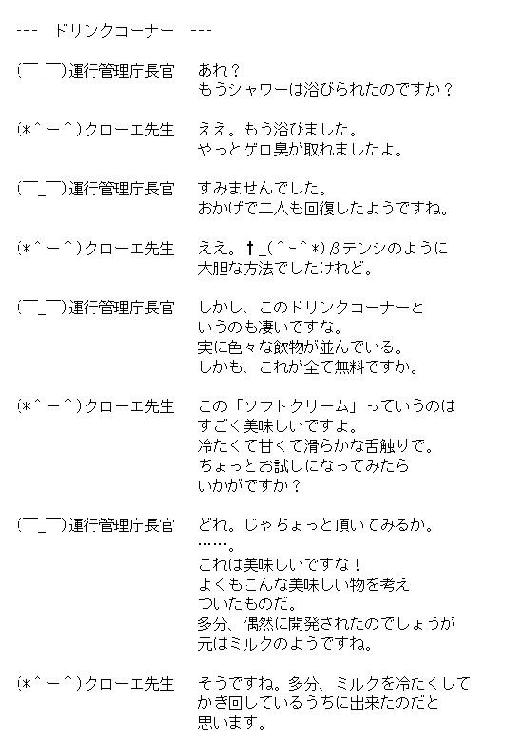 --- ドリンクコーナー ---
(￣_￣)運行管理庁長官 あれ？
もうシャワーは浴びられたのですか？
(*＾ー＾)クローエ先生 ええ。もう浴びました。
やっとゲロ臭が取れましたよ。
(￣_￣)運行管理庁長官 すみませんでした。
おかげで二人も回復したようですね。
(*＾ー＾)クローエ先生 ええ。✝_(＾-＾*)βテンシのように
大胆な方法でしたけれど。
(￣_￣)運行管理庁長官 しかし、このドリンクコーナーと
いうのも凄いですな。
実に色々な飲物が並んでいる。
しかも、これが全て無料ですか。
(*＾ー＾)クローエ先生 この「ソフトクリーム」っていうのは
すごく美味しいですよ。
冷たくて甘くて滑らかな舌触りで。
ちょっとお試しになってみたら
いかがですか？
(￣_￣)運行管理庁長官 どれ。じゃちょっと頂いてみるか。
……。
これは美味しいですな！
よくもこんな美味しい物を考え
ついたものだ。
多分、偶然に開発されたのでしょうが
元はミルクのようですね。
(*＾ー＾)クローエ先生 そうですね。多分、ミルクを冷たくして
かき回しているうちに出来たのだと
思います。